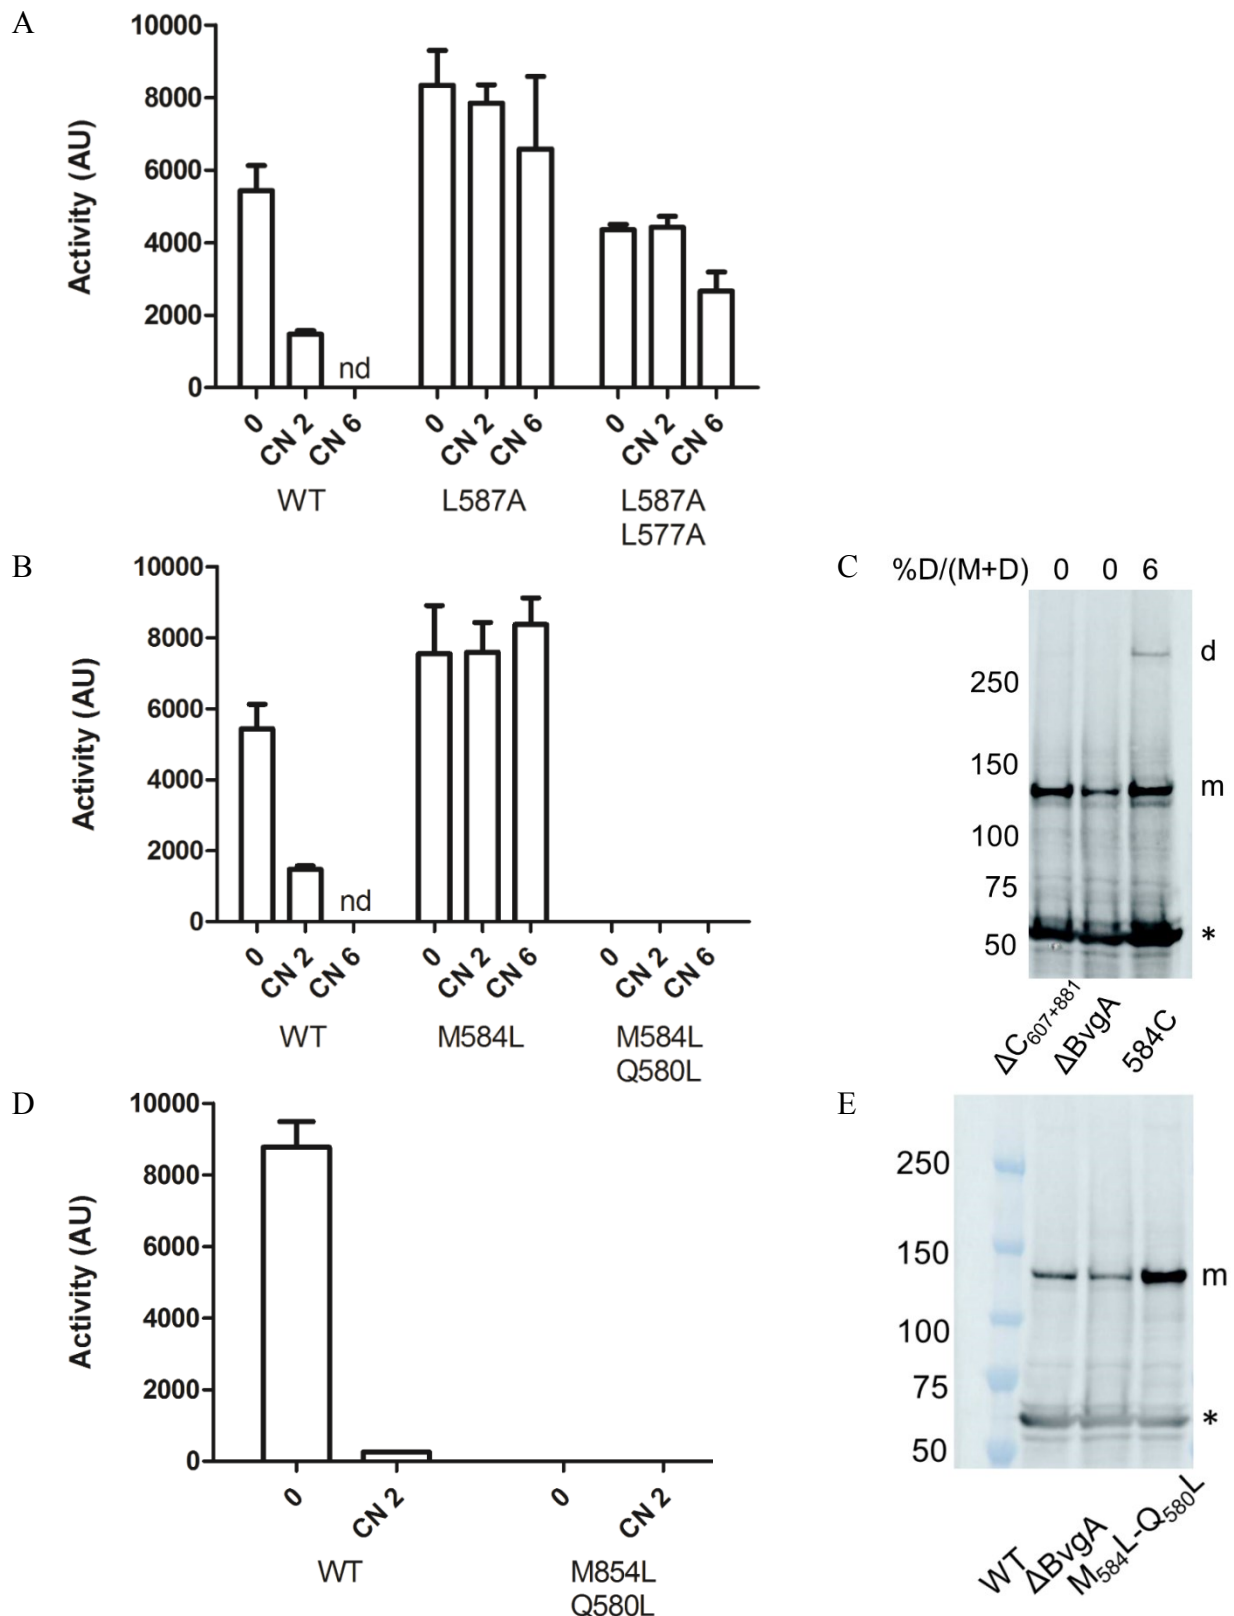 A
10000
8000
6000
4000
2000
0
Activity (AU)
nd
0 CN 2 CN 6 0 CN 2 CN 6 0 CN 2 CN 6
WT L587A L587A
L577A
B
10000
8000
6000
4000
2000
0
Activity (AU)
nd
0 CN 2 CN 6 0 CN 2 CN 6 0 CN 2 CN 6
WT M584L M584L
Q580L
C
%D/(M+D) 0 0 6
d
250
150
m
100
75
50 *
ΔC607+881 ΔBvgA 584C
D
10000
8000
6000
4000
2000
0
Activity (AU)
0 CN 2 0 CN 2
WT M854L
Q580L
E
250
150
m
100
75
*
50
WT ΔBvgA M584L-Q580L